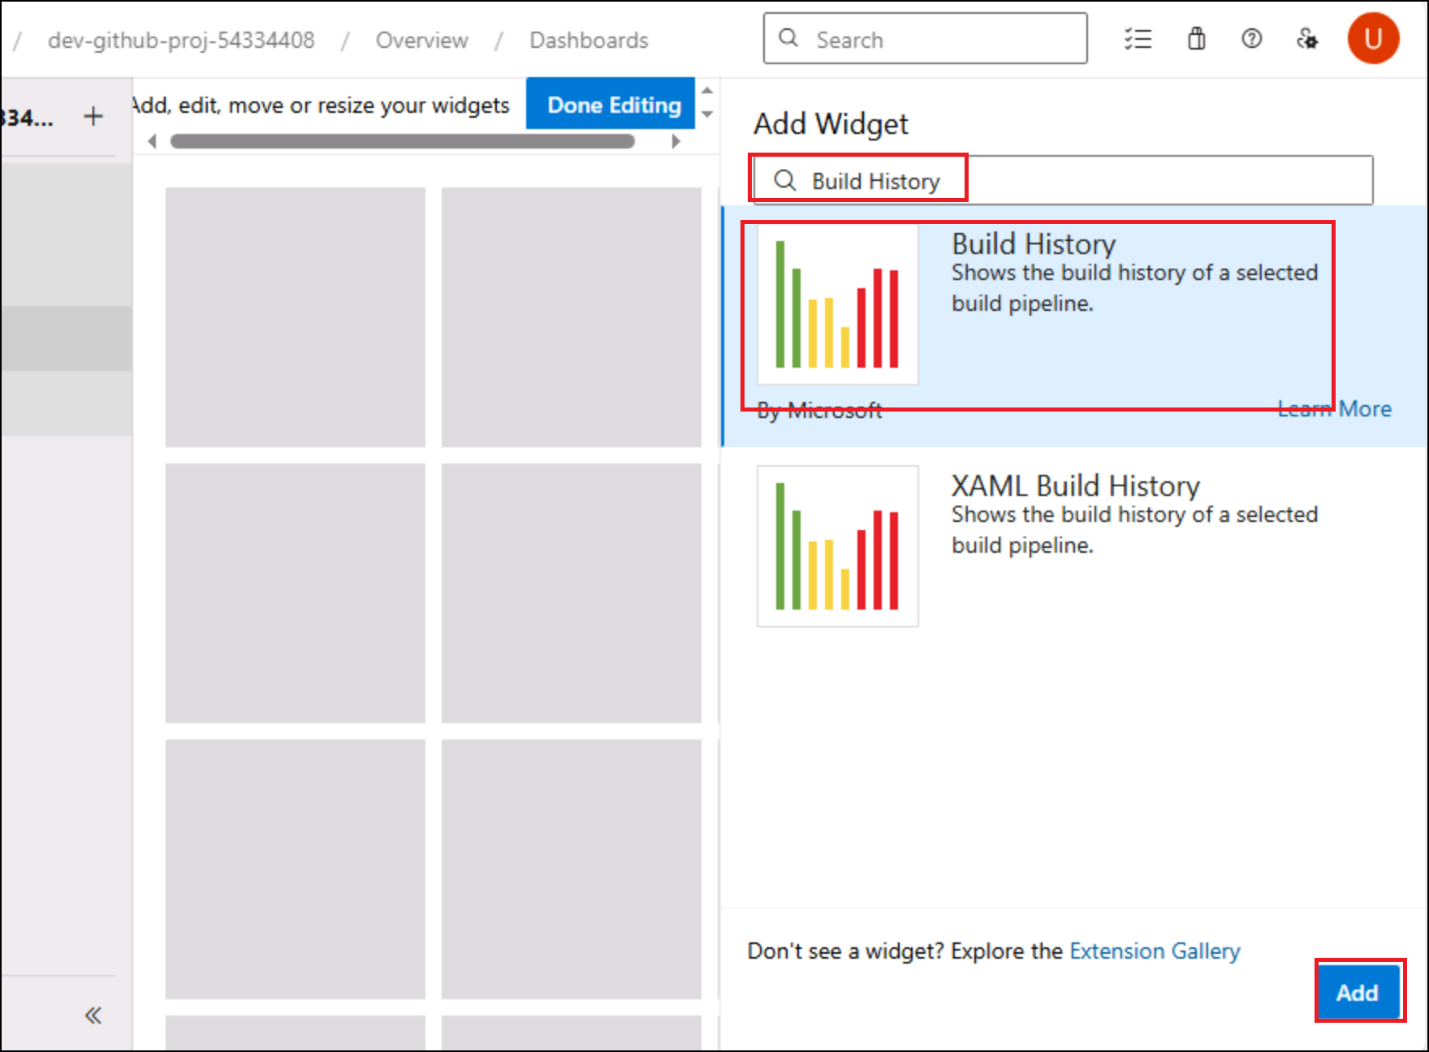 / dev-github-proj-54334408 / Overview / Dashboards
Search
U
334...
Add, edit, move or resize your widgets
Done Editing
Add Widget
Build History
Build History
Shows the build history of a selected
build pipeline.
By Microsoft
Learn More
XAML Build History
Shows the build history of a selected
build pipeline.
Don't see a widget? Explore the Extension Gallery
Add